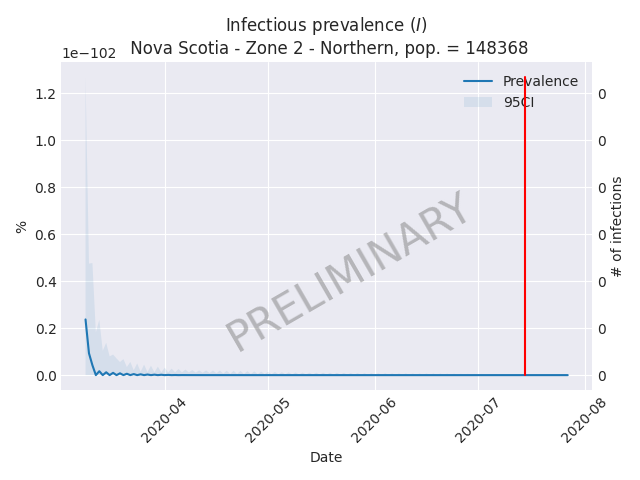 Infectious prevalence (I)
Nova Scotia - Zone 2 - Northern, pop. = 148368
1e−102
Prevalence
95CI
1.2
1.0
0.8
0.6
0.4
0.2
0.0
%
0
0
0
0
0
0
0
# of infections
PRELIMINARY
2020-04
2020-05
2020-06
2020-07
2020-08
Date